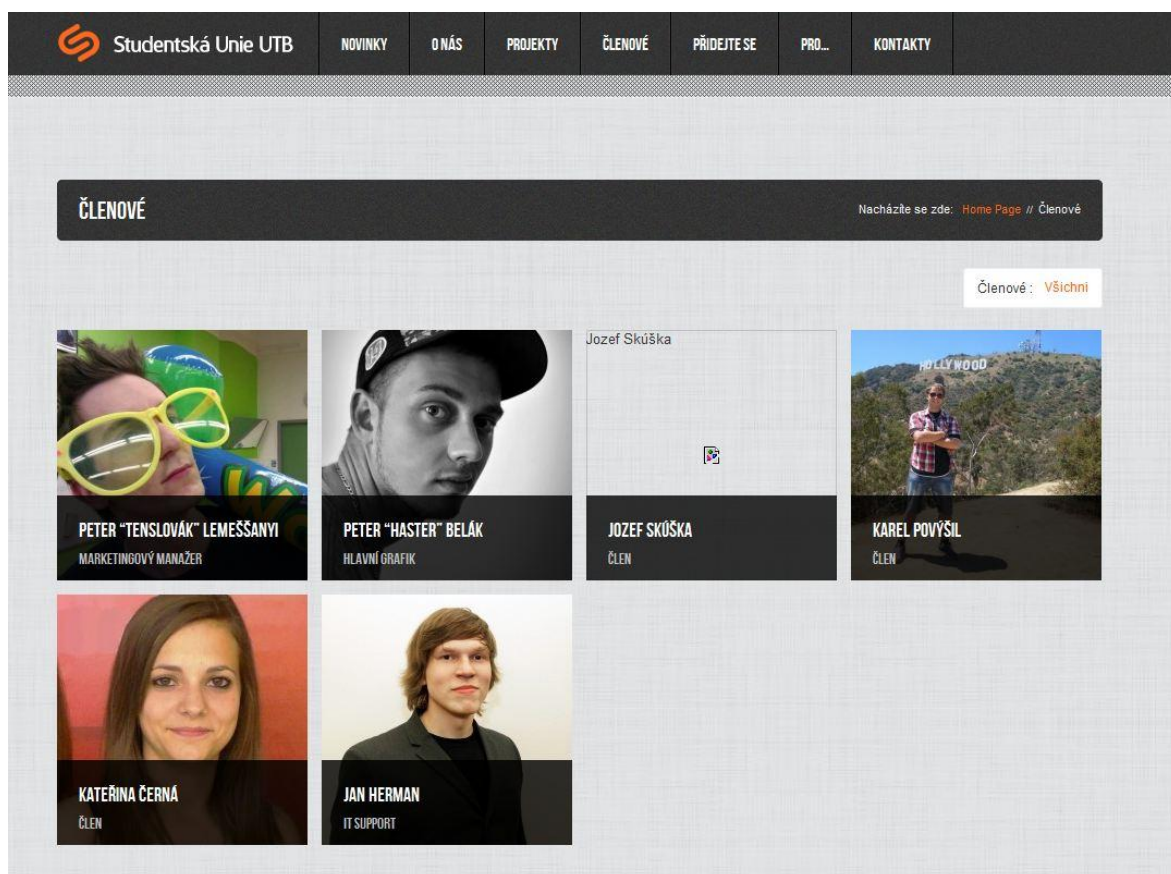 Studentská Unie UTB
NOVINKY
O NÁS
PROJEKTY
ČLENOVÉ
PŘIDEJTE SE
PRO...
KONTAKTY
ČLENOVÉ
Nacházíte se zde: Home Page // Členové
Členové : Všichni
Jozef Skúška
HOLLYWOOD
PETER “TENSLOVÁK” LEMEŠŠANYI
MARKETINGOVÝ MANAŽER
PETER “HASTER” BELÁK
HLAVNÍ GRAFIK
JOZEF SKÚŠKA
ČLEN
KAREL POVÝŠIL
ČLEN
KATEŘINA ČERNÁ
ČLEN
JAN HERMAN
IT SUPPORT